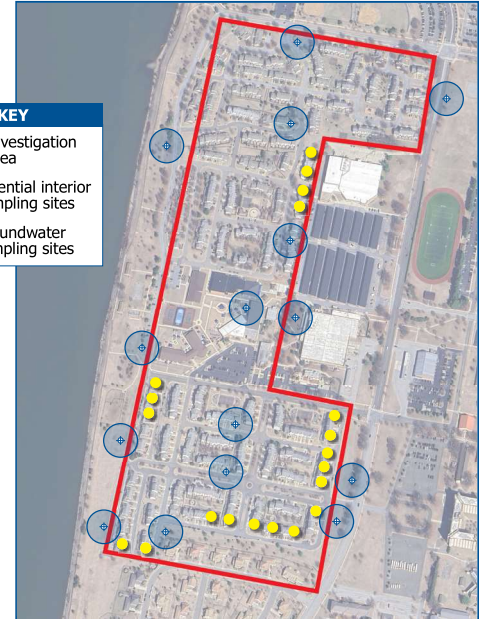 KEY
vestigation
ea
ential interior
mpling sites
undwater
mpling sites